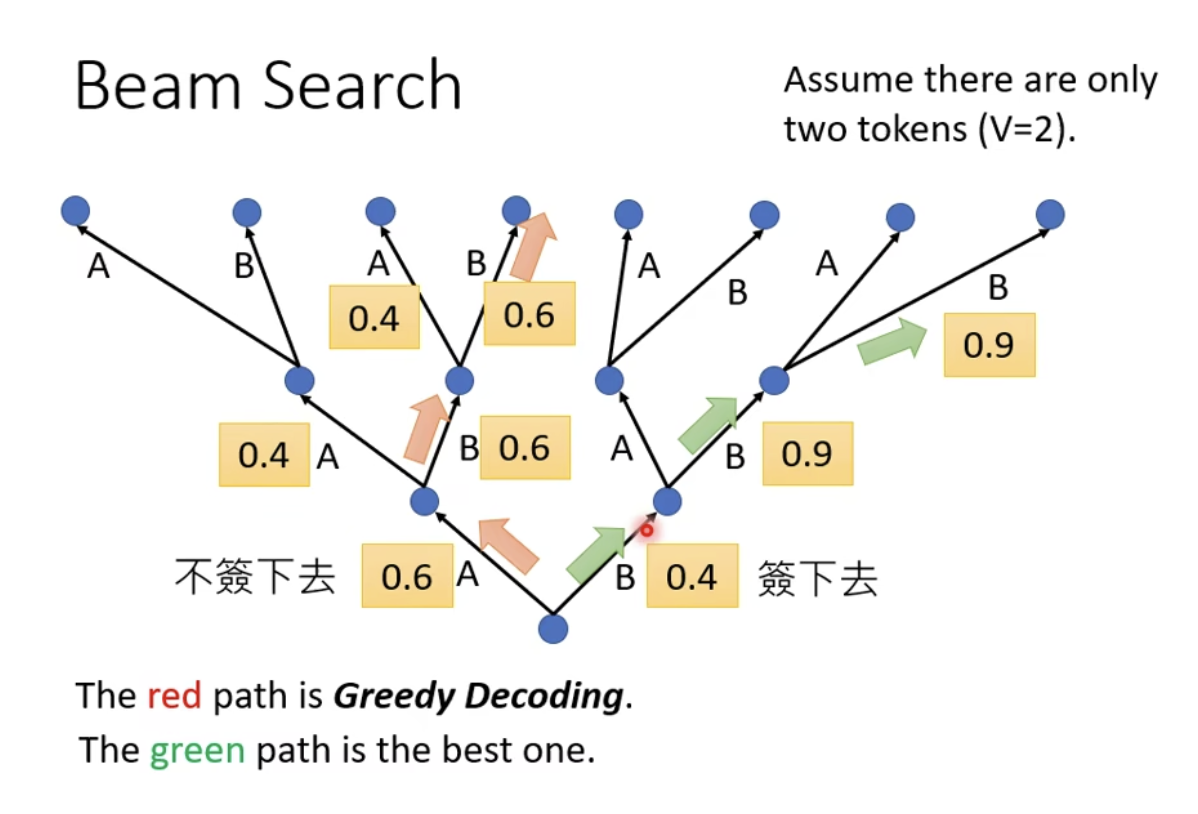 Beam Search
Assume there are only
two tokens (V=2).
A
B
A
B
A
B
A
B
0.4
0.6
0.9
0.4
A
B
0.6
A
B
0.9
不簽下去
0.6
A
B
0.4
簽下去
The red path is Greedy Decoding.
The green path is the best one.